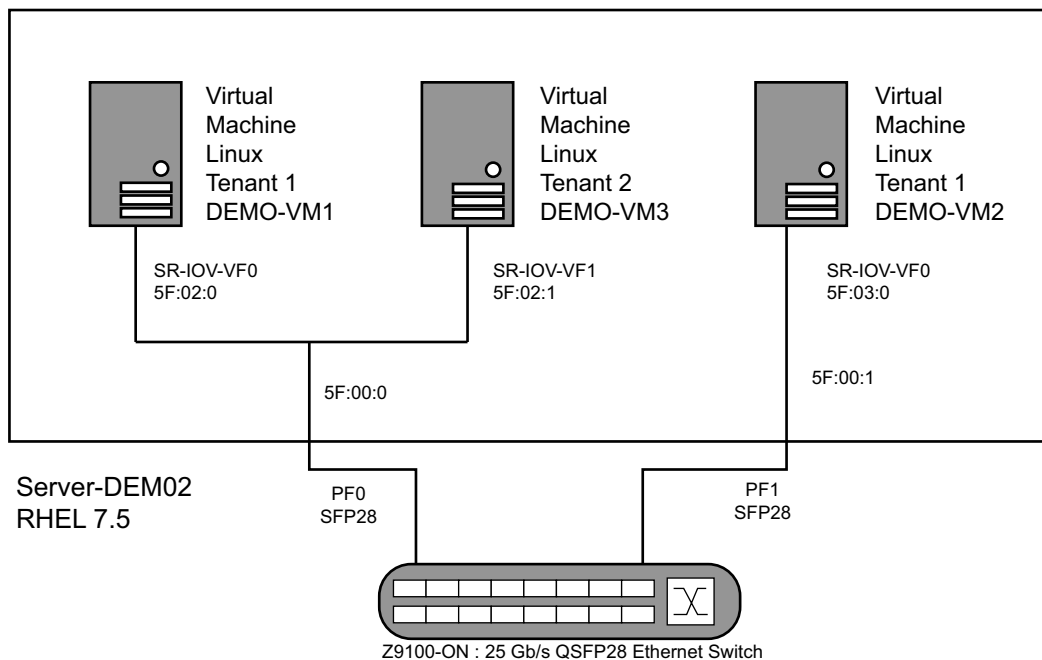 Virtual
Machine
Linux
Tenant 1
DEMO-VM1
Virtual
Machine
Linux
Tenant 2
DEMO-VM3
Virtual
Machine
Linux
Tenant 1
DEMO-VM2
SR-IOV-VF0
5F:02:0
SR-IOV-VF1
5F:02:1
SR-IOV-VF0
5F:03:0
5F:00:0
5F:00:1
Server-DEM02
RHEL 7.5
PF0
SFP28
PF1
SFP28
Z9100-ON : 25 Gb/s QSFP28 Ethernet Switch